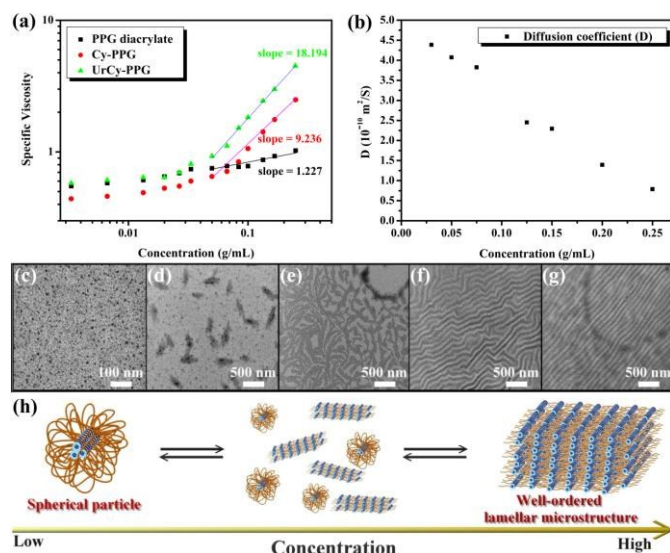 (a)
PPG diacrylate
Cy-PPG
UrCy-PPG
slope = 18.194
slope = 9.236
slope = 1.227
10
1
0.01
0.1
Specific Viscosity
Concentration (g/mL)
(b)
Diffusion coefficient (D)
5.0
4.5
4.0
3.5
3.0
2.5
2.0
1.5
1.0
0.5
0.0
D (10⁻¹⁰ m²/S)
0.00 0.05 0.10 0.15 0.20 0.25
Concentration (g/mL)
(c) (d) (e) (f) (g)
100 nm 500 nm 500 nm 500 nm 500 nm
(h)
Spherical particle
Well-ordered
lamellar microstructure
Low High
Concentration